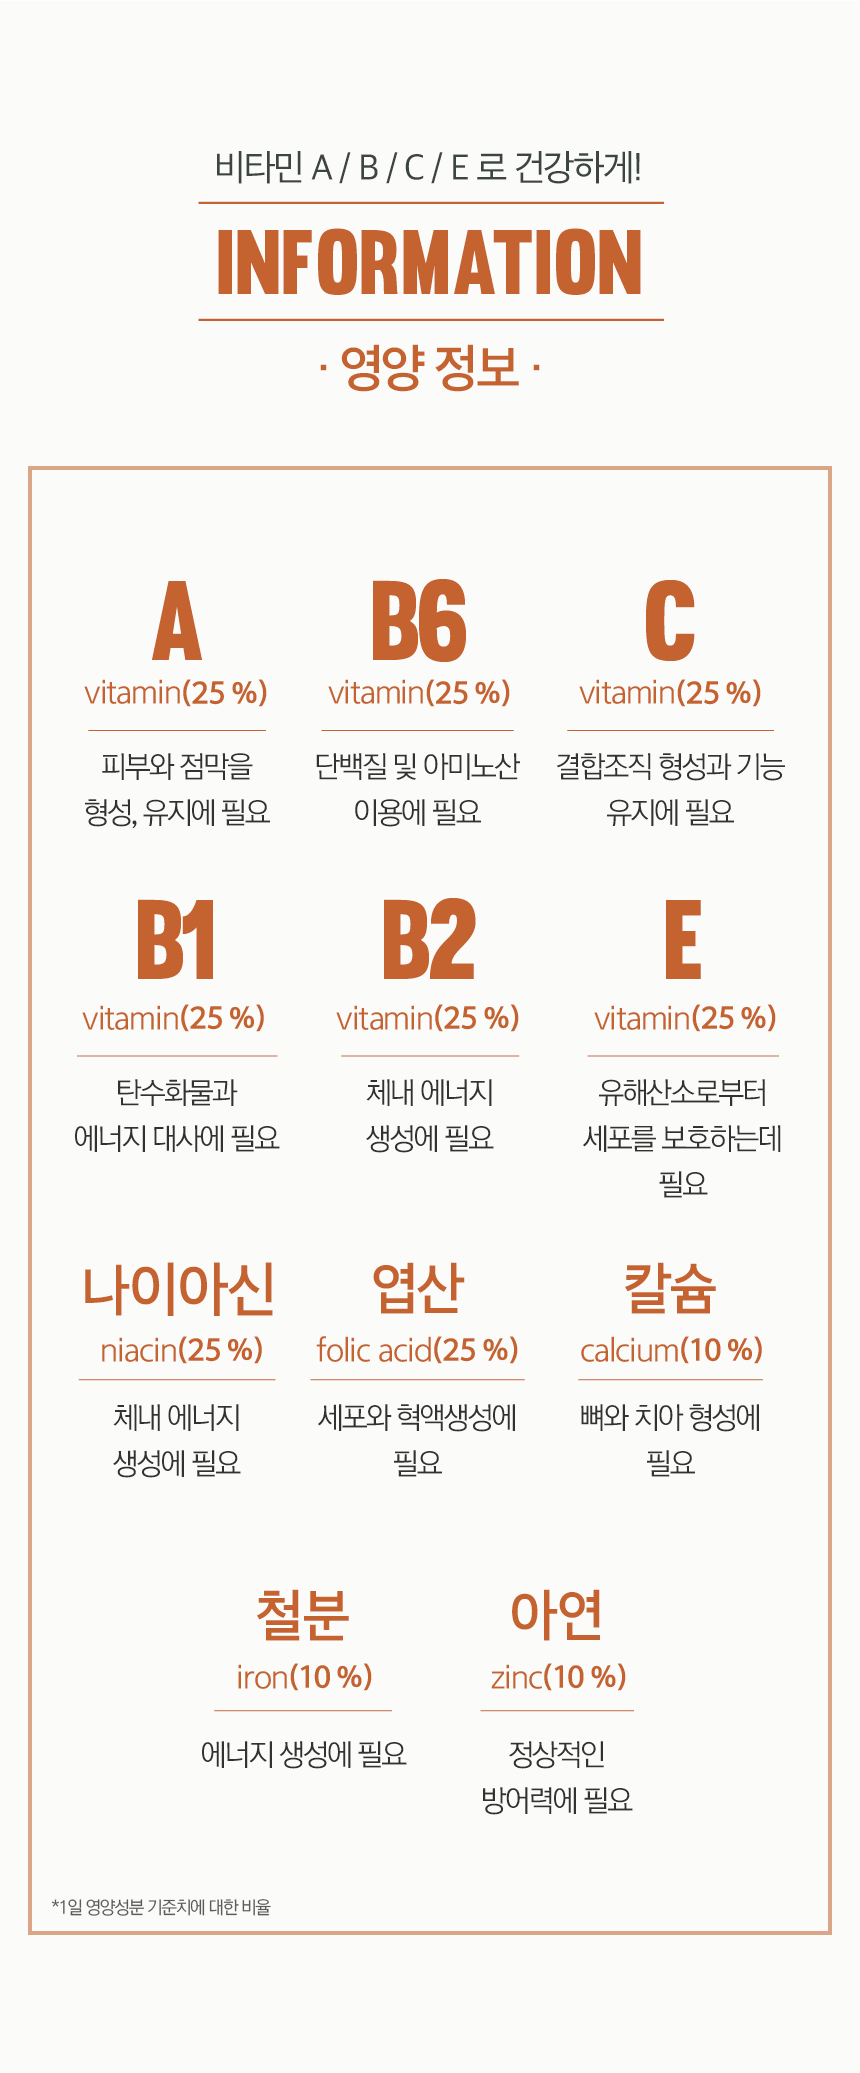 비타민 A / B / C / E 로 건강하게!
INFORMATION
· 영양 정보 ·
A
vitamin(25 %)
피부와 점막을
형성, 유지에 필요
B6
vitamin(25 %)
단백질 및 아미노산
이용에 필요
C
vitamin(25 %)
결합조직 형성과 기능
유지에 필요
B1
vitamin(25 %)
탄수화물과
에너지 대사에 필요
B2
vitamin(25 %)
체내 에너지
생성에 필요
E
vitamin(25 %)
유해산소로부터
세포를 보호하는데
필요
나이아신
niacin(25 %)
체내 에너지
생성에 필요
엽산
folic acid(25 %)
세포와 혁액생성에
필요
칼슘
calcium(10 %)
뼈와 치아 형성에
필요
철분
iron(10 %)
에너지 생성에 필요
아연
zinc(10 %)
정상적인
방어력에 필요
*1일 영양성분 기준치에 대한 비율